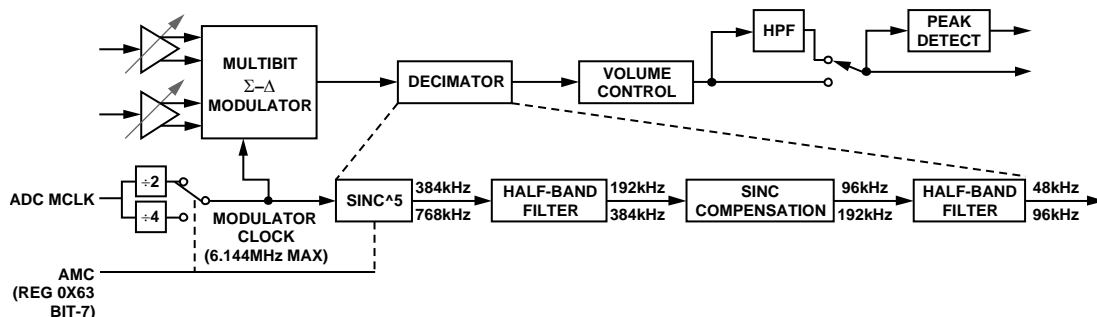 HPF
PEAK
DETECT
MULTIBIT
Σ–Δ
MODULATOR
DECIMATOR
VOLUME
CONTROL
ADC MCLK
÷2
÷4
MODULATOR
CLOCK
(6.144MHz MAX)
SINC^5
384kHz
768kHz
HALF-BAND
FILTER
192kHz
384kHz
SINC
COMPENSATION
96kHz
192kHz
HALF-BAND
FILTER
48kHz
96kHz
AMC
(REG 0X63
BIT-7)